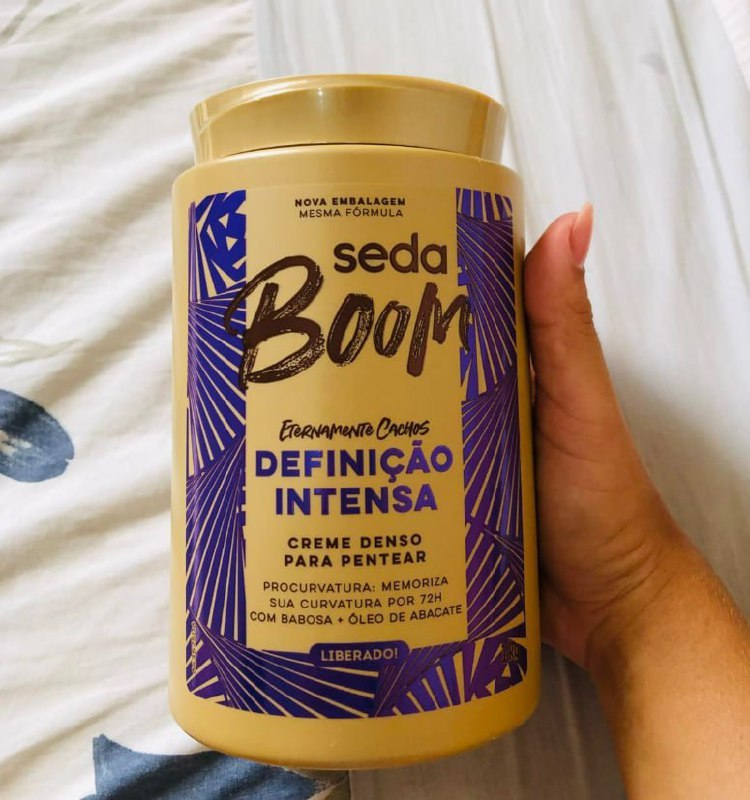 NOVA EMBALAGEM
MESMA FÓRMULA
seda
BOOM
ETERNAMENTE CACHOS
DEFINIÇÃO
INTENSA
CREME DENSO
PARA PENTEAR
PROCURVATURA: MEMORIZA
SUA CURVATURA POR 72H
COM BABOSA + ÓLEO DE ABACATE
LIBERADO!